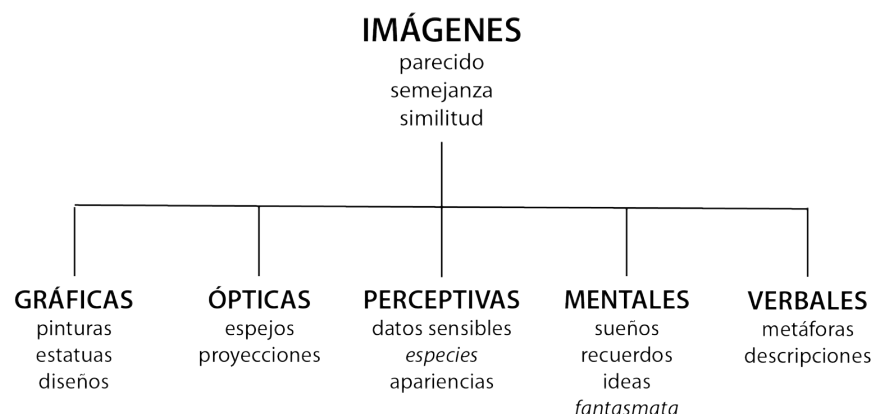 IMÁGENES
parecido
semejanza
similitud
GRÁFICAS
pinturas
estatuas
diseños
ÓPTICAS
espejos
proyecciones
PERCEPTIVAS
datos sensibles
especies
apariencias
MENTALES
sueños
recuerdos
ideas
fantasmata
VERBALES
metáforas
descripciones